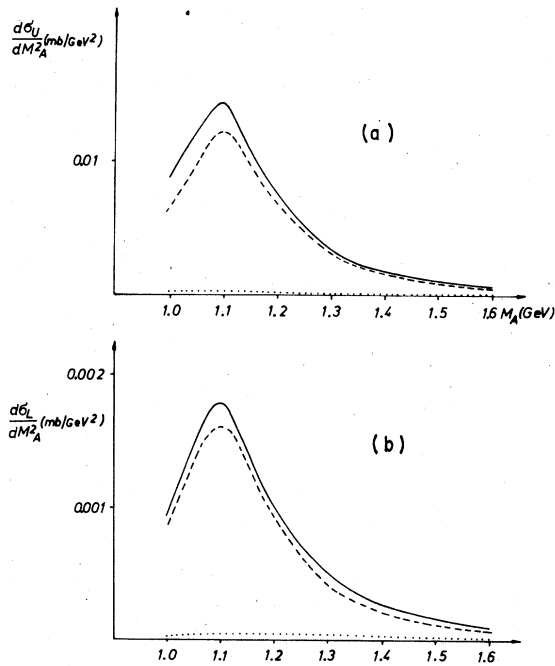 dσ_U/dM²_A (mb/GeV²)
(a)
0.01
1.0 1.1 1.2 1.3 1.4 1.5 1.6 M_A (GeV)
0.002
dσ_L/dM²_A (mb/GeV²)
(b)
0.001
1.0 1.1 1.2 1.3 1.4 1.5 1.6